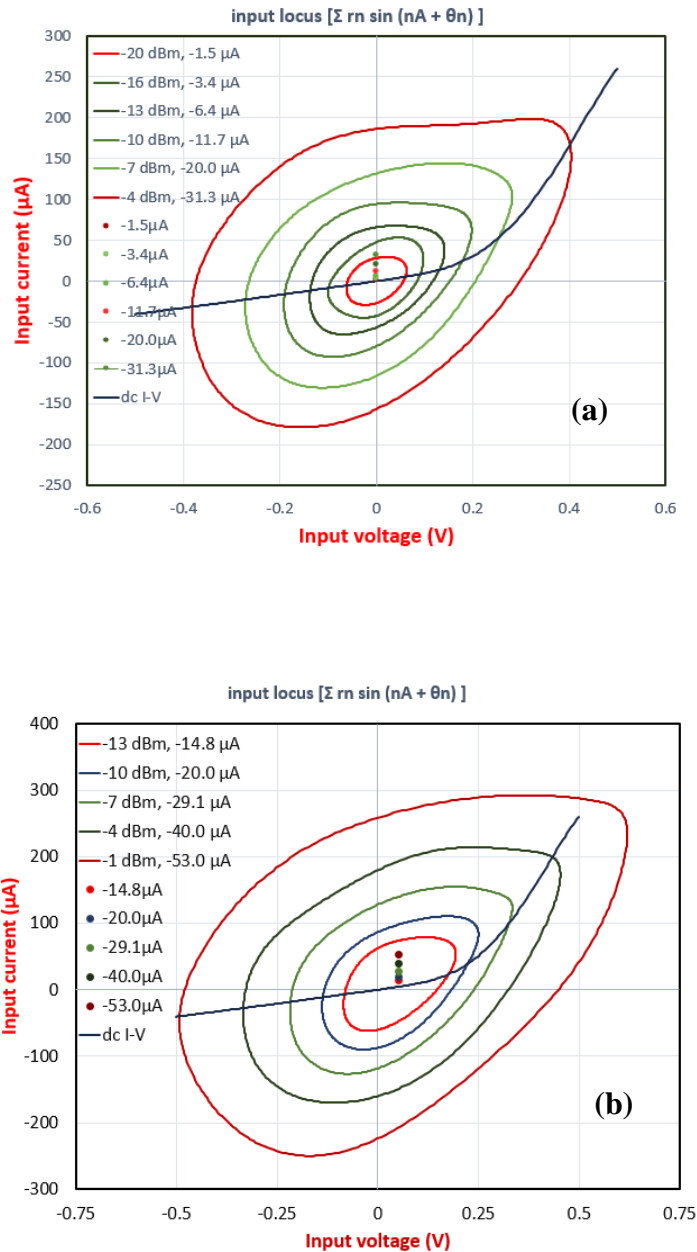 input locus [Σ rn sin (nA + θn) ]
300
250
200
150
100
50
0
-50
-100
-150
-200
-250
Input current (µA)
-20 dBm, -1.5 µA
-16 dBm, -3.4 µA
-13 dBm, -6.4 µA
-10 dBm, -11.7 µA
-7 dBm, -20.0 µA
-4 dBm, -31.3 µA
-1.5µA
-3.4µA
-6.4µA
-11.7µA
-20.0µA
-31.3µA
dc I-V
(a)
-0.6 -0.4 -0.2 0 0.2 0.4 0.6
Input voltage (V)
input locus [Σ rn sin (nA + θn) ]
400
300
200
100
0
-100
-200
-300
Input current (µA)
-13 dBm, -14.8 µA
-10 dBm, -20.0 µA
-7 dBm, -29.1 µA
-4 dBm, -40.0 µA
-1 dBm, -53.0 µA
-14.8µA
-20.0µA
-29.1µA
-40.0µA
-53.0µA
dc I-V
(b)
-0.75 -0.5 -0.25 0 0.25 0.5 0.75
Input voltage (V)